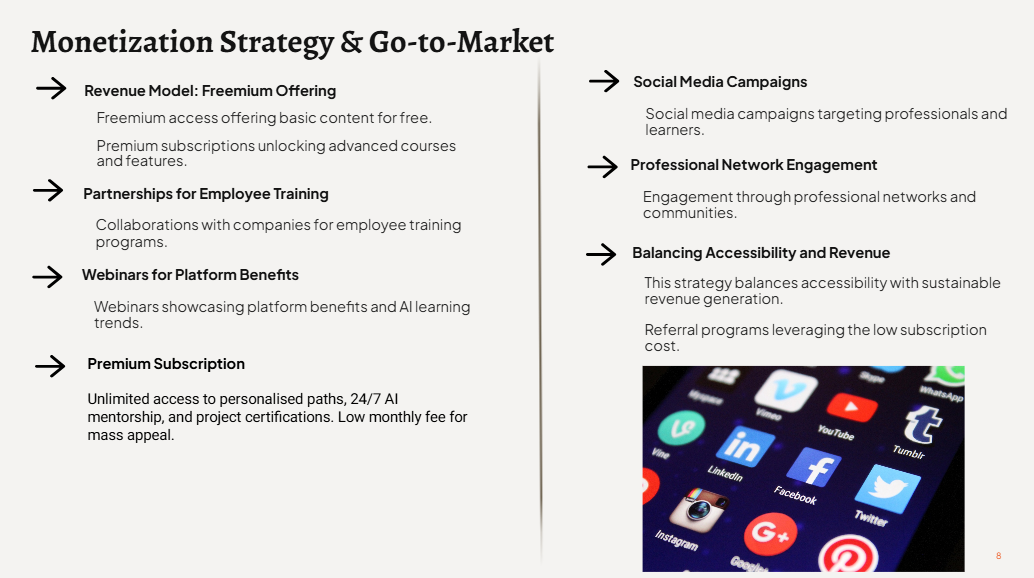 Monetization Strategy & Go-to-Market
Revenue Model: Freemium Offering
Freemium access offering basic content for free.
Premium subscriptions unlocking advanced courses
and features.
Partnerships for Employee Training
Collaborations with companies for employee training
programs.
Webinars for Platform Benefits
Webinars showcasing platform benefits and AI learning
trends.
Premium Subscription
Unlimited access to personalised paths, 24/7 AI
mentorship, and project certifications. Low monthly fee for
mass appeal.
Social Media Campaigns
Social media campaigns targeting professionals and
learners.
Professional Network Engagement
Engagement through professional networks and
communities.
Balancing Accessibility and Revenue
This strategy balances accessibility with sustainable
revenue generation.
Referral programs leveraging the low subscription
cost.
Myspace
Vimeo
Skype
WhatsApp
Vine
LinkedIn
in
YouTube
Tumblr
Facebook
Twitter
Instagram
G+
8